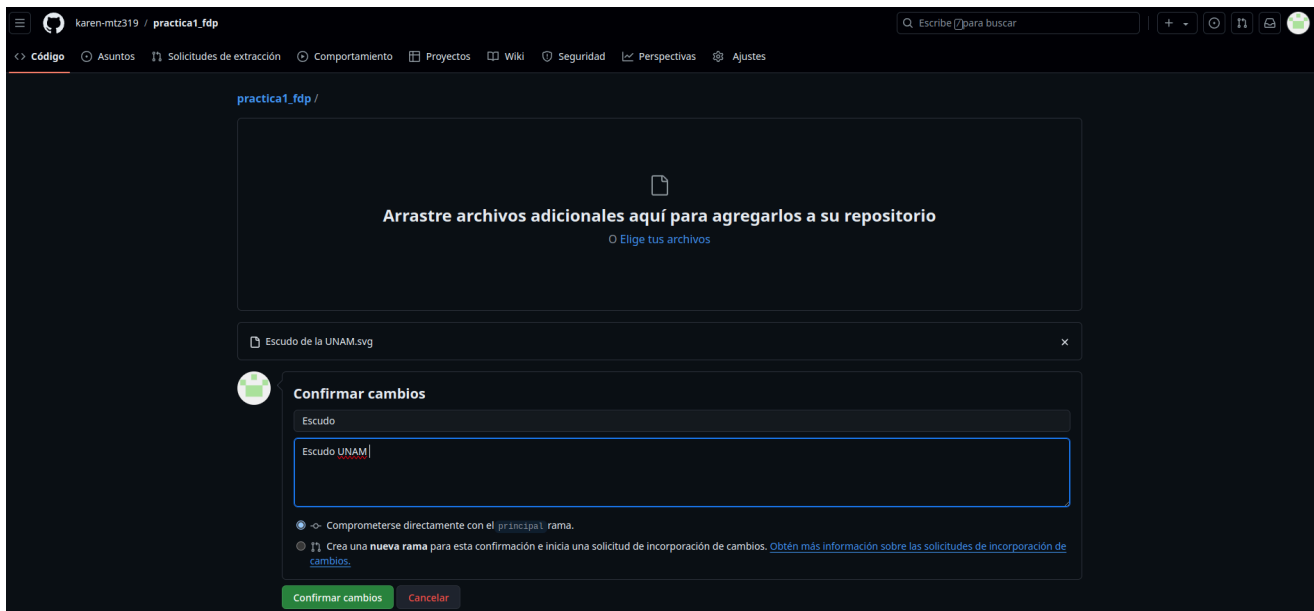 karen-mtz319 / practica1_fdp
Escribe / para buscar
Código
Asuntos
Solicitudes de extracción
Comportamiento
Proyectos
Wiki
Seguridad
Perspectivas
Ajustes
practica1_fdp /
Arrastre archivos adicionales aquí para agregarlos a su repositorio
O Elige tus archivos
Escudo de la UNAM.svg
Confirmar cambios
Escudo
Escudo UNAM
Comprometerse directamente con el principal rama.
Crea una nueva rama para esta confirmación e inicia una solicitud de incorporación de cambios. Obtén más información sobre las solicitudes de incorporación de
cambios.
Confirmar cambios
Cancelar